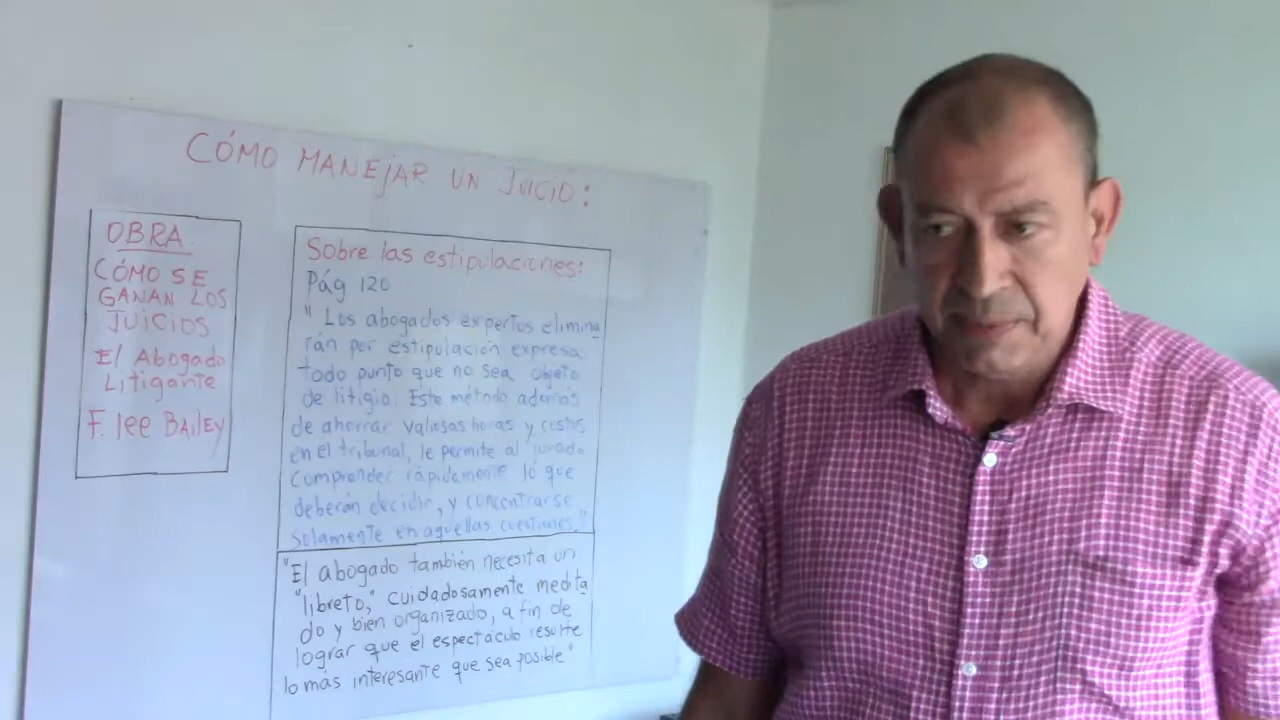 CÓMO MANEJAR UN JUICIO:
OBRA.
CÓMO SE
GANAN LOS
JUICIOS
El Abogado
Litigante
F. lee BAiLEY
Sobre las estipulaciones:
Pág 120
" Los abogados expertos elimina
rán por estipulación expresa
todo punto que no sea objeto
de litigio. Este método además
de ahorrar valiosas horas y costos
en el tribunal, le permite al jurado
comprender rápidamente lo que
deberán decidir, y concentrarse
solamente en aquellas cuestiones."
"El abogado también necesita un
"libreto," cuidadosamente medita
do y bien organizado, a fin de
lograr que el espectáculo resulte
lo más interesante que sea posible"